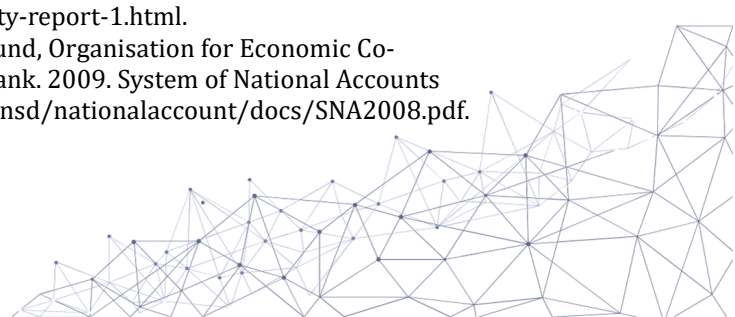 ty-report-1.html.
und, Organisation for Economic Co-
ank. 2009. System of National Accounts
nsd/nationalaccount/docs/SNA2008.pdf.